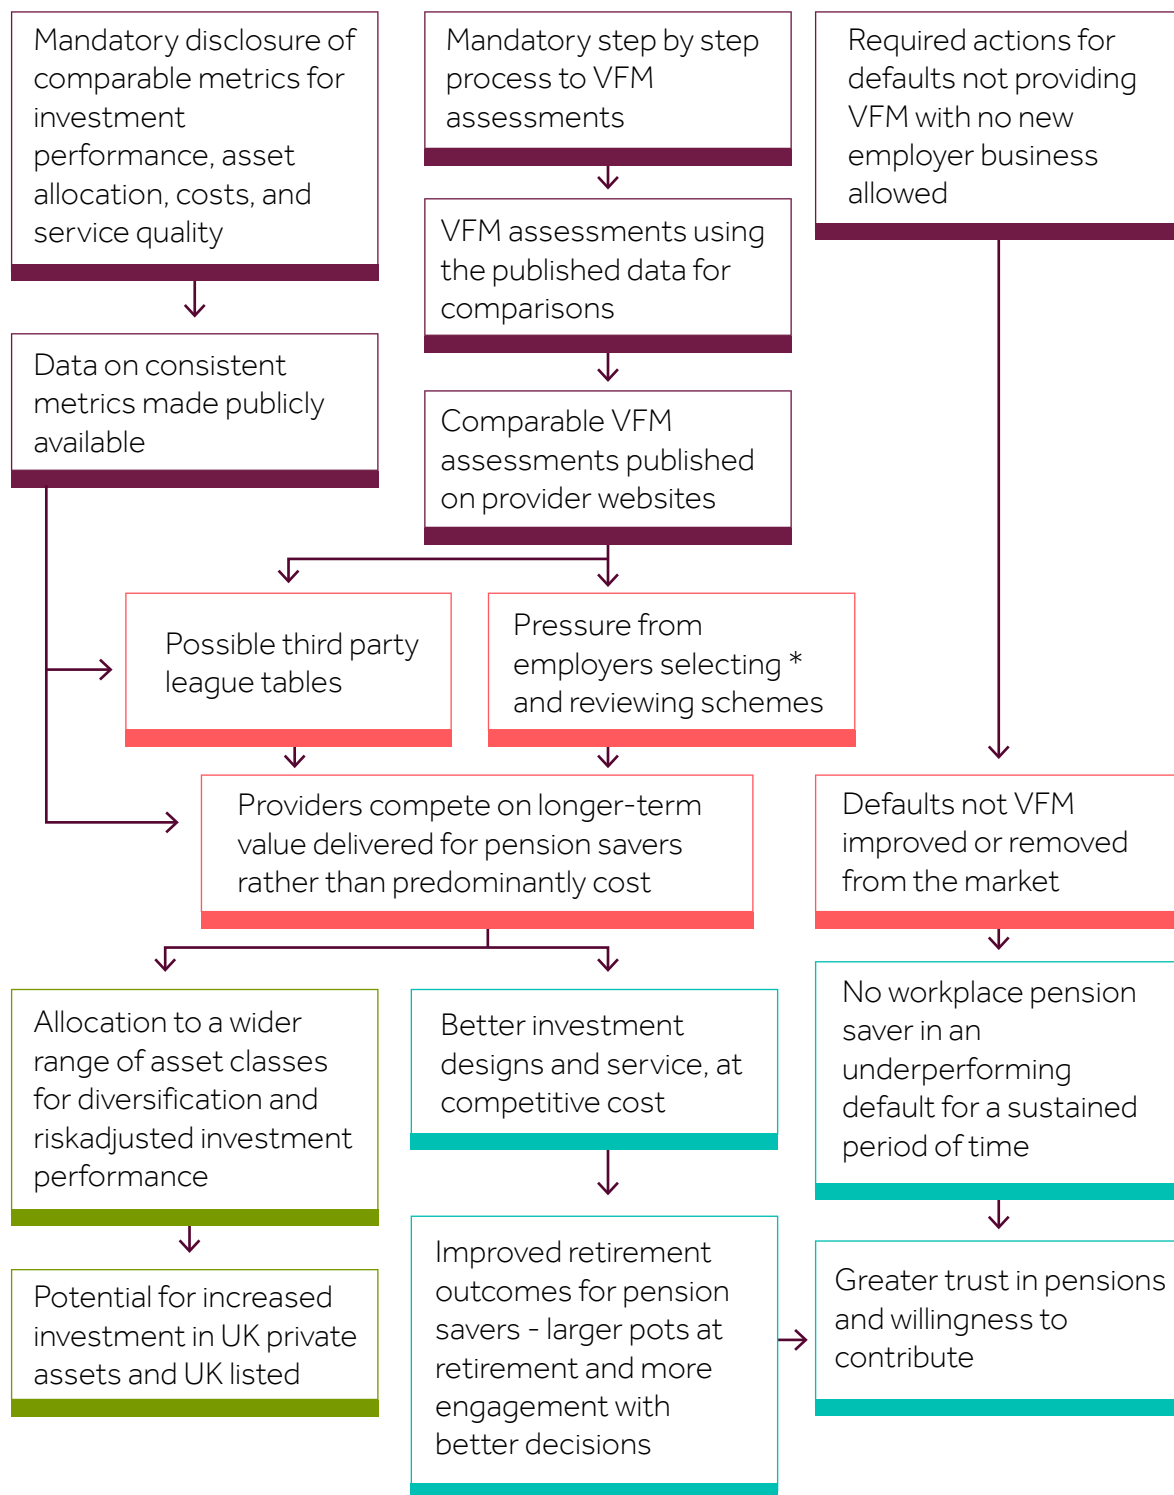 Mandatory disclosure of
comparable metrics for
investment
performance, asset
allocation, costs, and
service quality
Mandatory step by step
process to VFM
assessments
Required actions for
defaults not providing
VFM with no new
employer business
allowed
VFM assessments using
the published data for
comparisons
Data on consistent
metrics made publicly
available
Comparable VFM
assessments published
on provider websites
Possible third party
league tables
Pressure from
employers selecting *
and reviewing schemes
Providers compete on longer-term
value delivered for pension savers
rather than predominantly cost
Defaults not VFM
improved or removed
from the market
Allocation to a wider
range of asset classes
for diversification and
riskadjusted investment
performance
Better investment
designs and service, at
competitive cost
No workplace pension
saver in an
underperforming
default for a sustained
period of time
Potential for increased
investment in UK private
assets and UK listed
Improved retirement
outcomes for pension
savers - larger pots at
retirement and more
engagement with
better decisions
Greater trust in pensions
and willingness to
contribute